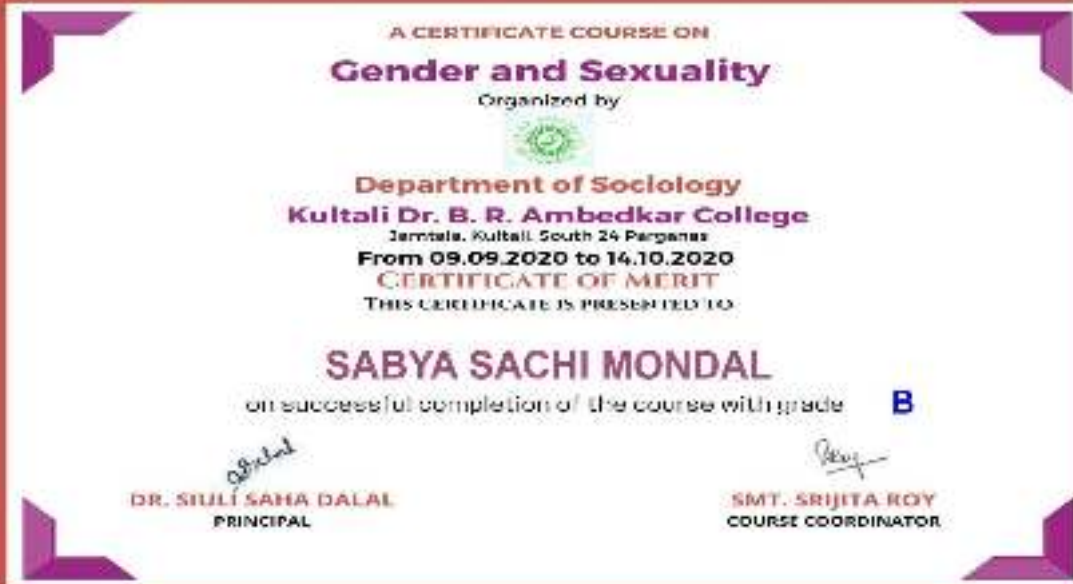 A CERTIFICATE COURSE ON
Gender and Sexuality
Organized by
Department of Sociology
Kultali Dr. B. R. Ambedkar College
Jamtala, Kultali, South 24 Parganas
From 09.09.2020 to 14.10.2020
CERTIFICATE OF MERIT
THIS CERTIFICATE IS PRESENTED TO
SABYA SACHI MONDAL
on successful completion of the course with grade B
DR. SIULI SAHA DALAL
PRINCIPAL
SMT. SRIJITA ROY
COURSE COORDINATOR